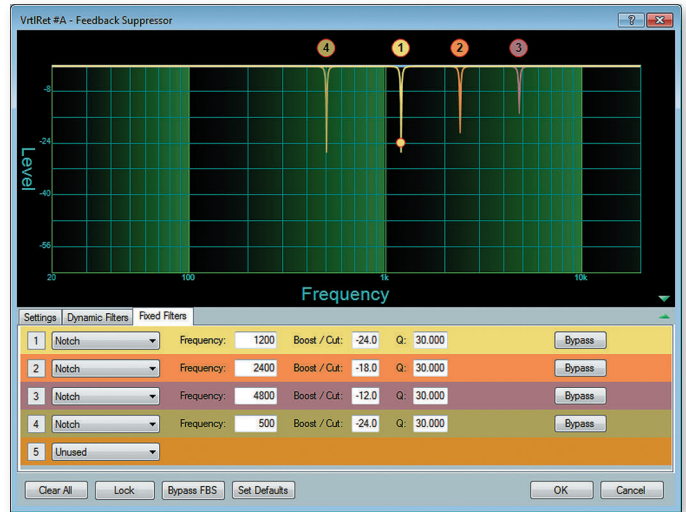 VrtlRet #A - Feedback Suppressor
? X
4 1 2 3
-8
-24
-40
-56
Level
20 100 1k 10k
Frequency
Settings Dynamic Filters Fixed Filters
1 Notch Frequency: 1200 Boost / Cut: -24.0 Q: 30.000 Bypass
2 Notch Frequency: 2400 Boost / Cut: -18.0 Q: 30.000 Bypass
3 Notch Frequency: 4800 Boost / Cut: -12.0 Q: 30.000 Bypass
4 Notch Frequency: 500 Boost / Cut: -24.0 Q: 30.000 Bypass
5 Unused
Clear All Lock Bypass FBS Set Defaults OK Cancel